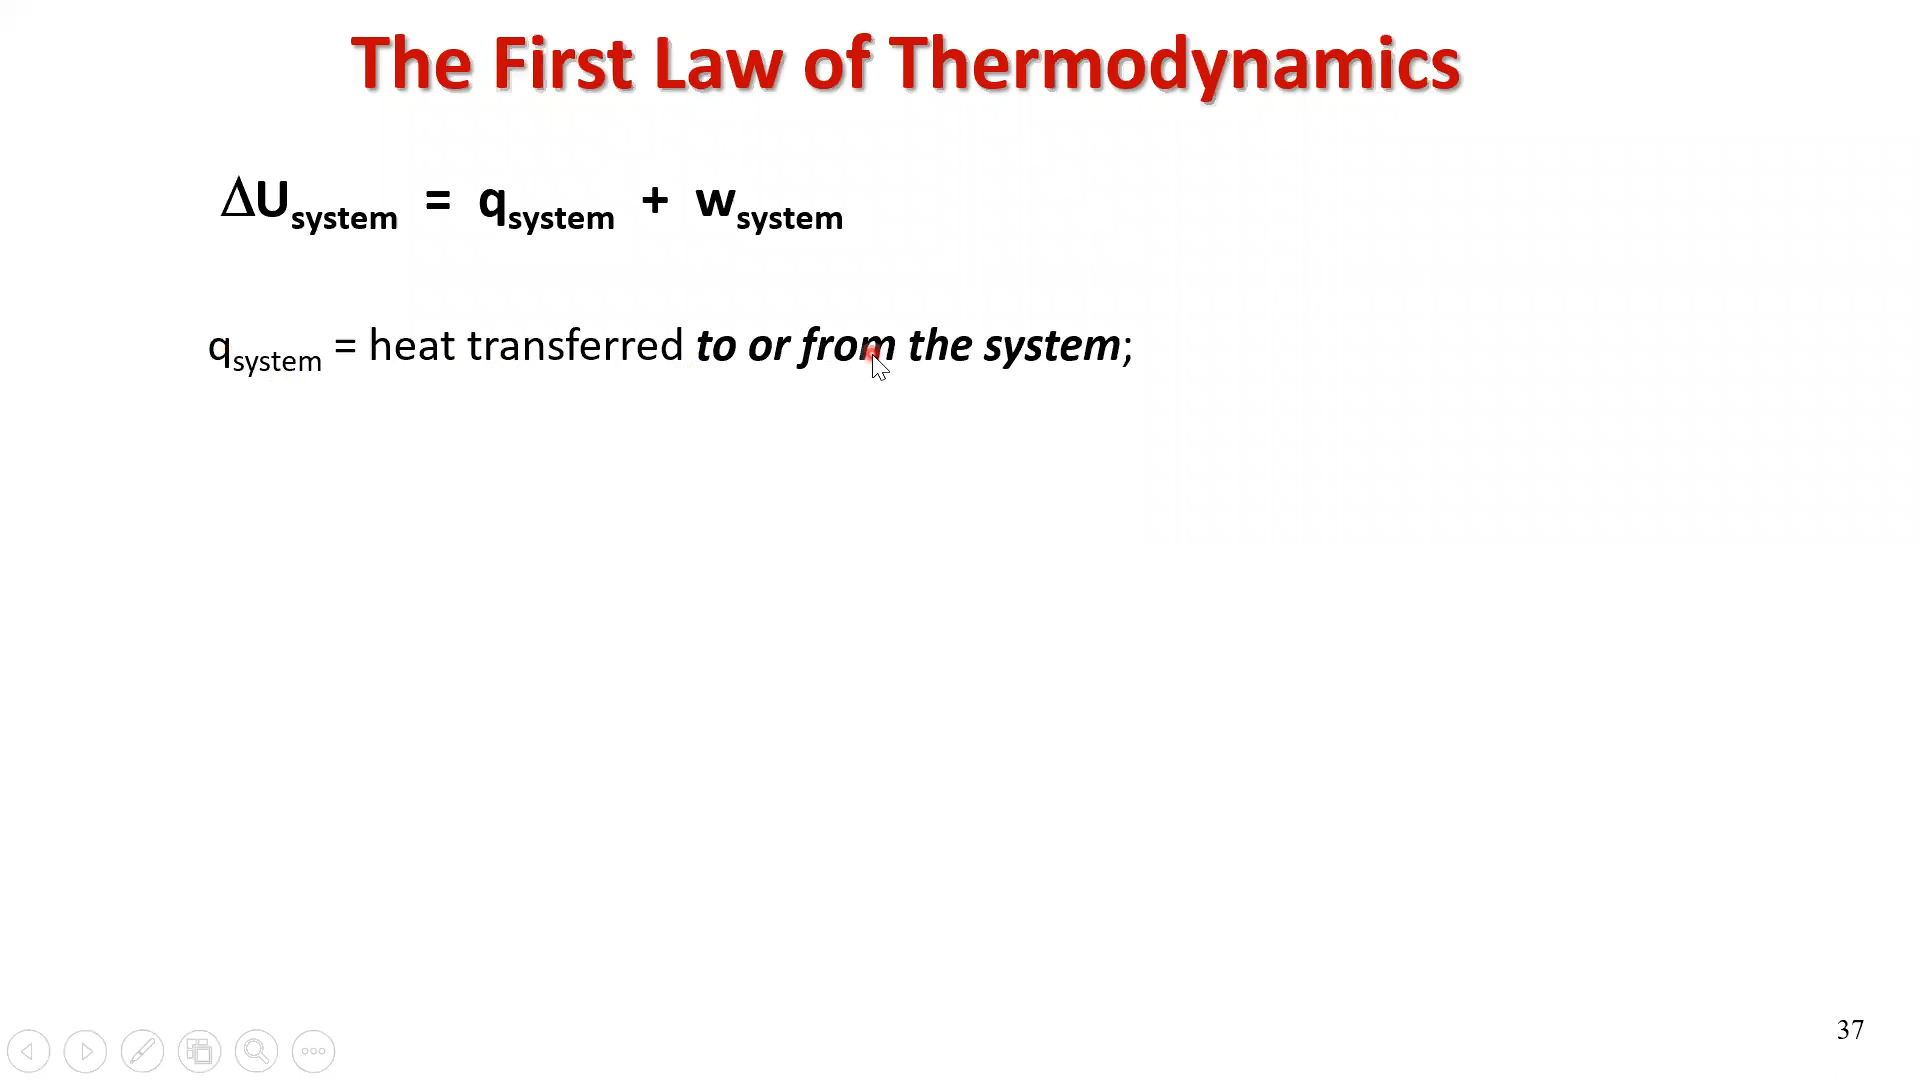 The First Law of Thermodynamics
ΔUsystem = qsystem + wsystem
qsystem = heat transferred to or from the system;
37